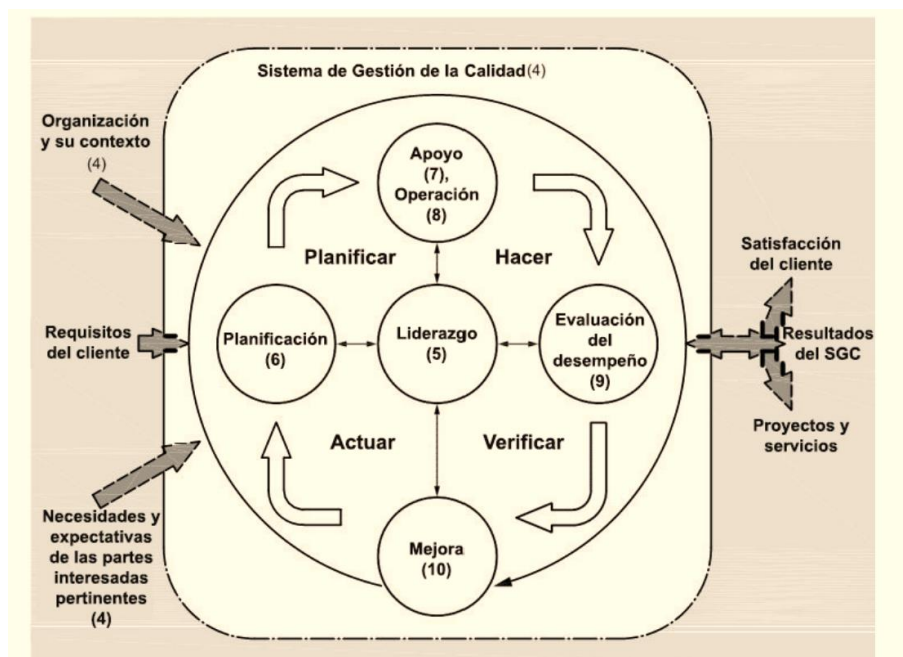 Sistema de Gestión de la Calidad(4)
Organización
y su contexto
(4)
Apoyo
(7),
Operación
(8)
Planificar
Hacer
Satisfacción
del cliente
Requisitos
del cliente
Planificación
(6)
Liderazgo
(5)
Evaluación
del
desempeño
(9)
Resultados
del SGC
Actuar
Verificar
Proyectos y
servicios
Necesidades y
expectativas
de las partes
interesadas
pertinentes
(4)
Mejora
(10)